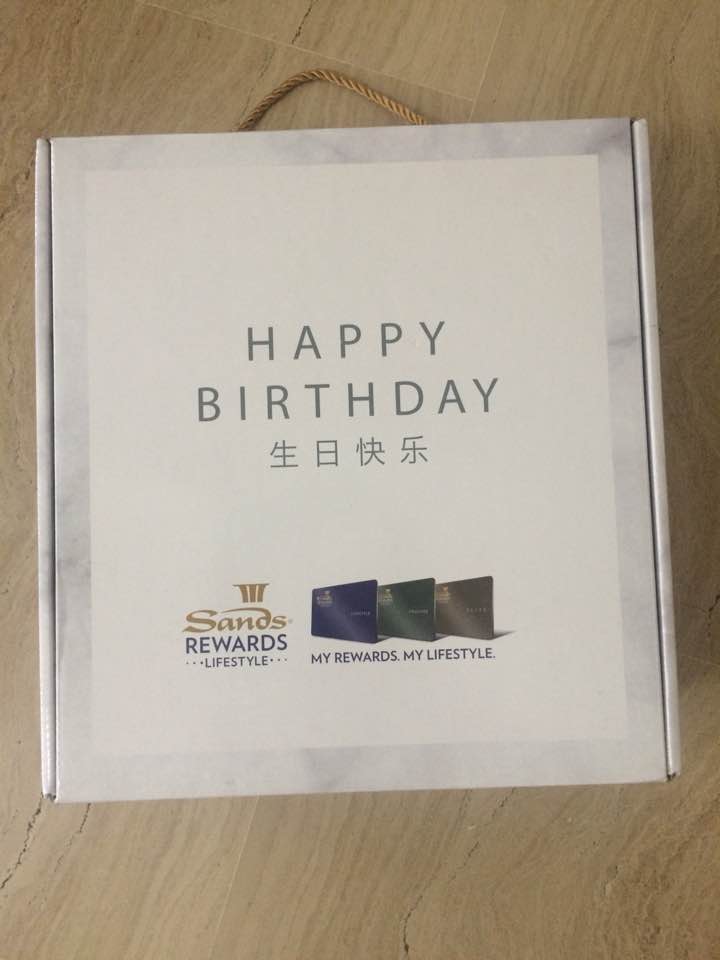 HAPPY
BIRTHDAY
生日快乐
Sands
REWARDS
···LIFESTYLE···
MY REWARDS. MY LIFESTYLE.